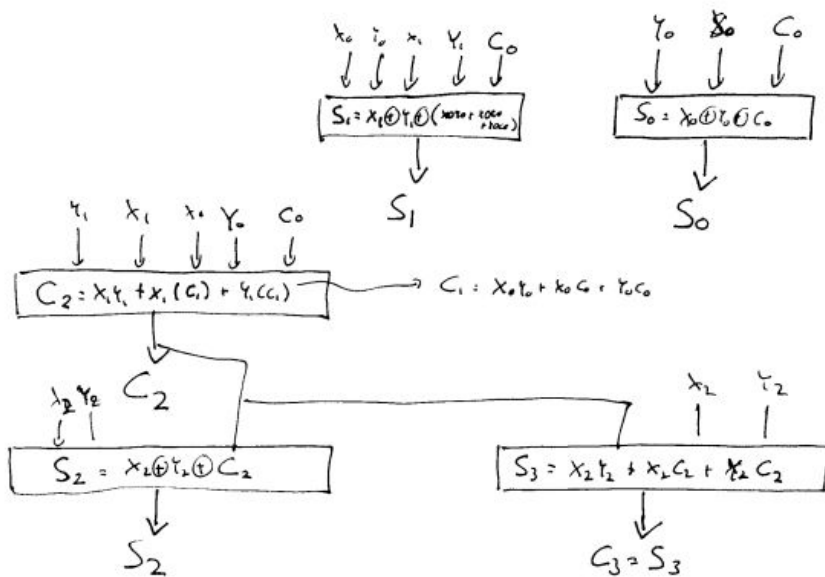 X₀ Y₀ X₁ Y₁ C₀
Y₀ X₀ C₀
S₁ = X₁⊕Y₁⊕(X₀Y₀ + X₀C₀ + Y₀C₀)
S₀ = X₀⊕Y₀⊕C₀
S₁
S₀
Y₁ X₁ X₀ Y₀ C₀
C₂ = X₁Y₁ + X₁(C₁) + Y₁(C₁)
C₁ = X₀Y₀ + X₀C₀ + Y₀C₀
C₂
X₂ Y₂
X₂ Y₂
S₂ = X₂⊕Y₂⊕C₂
S₃ = X₂Y₂ + X₂C₂ + Y₂C₂
S₂
C₃ = S₃